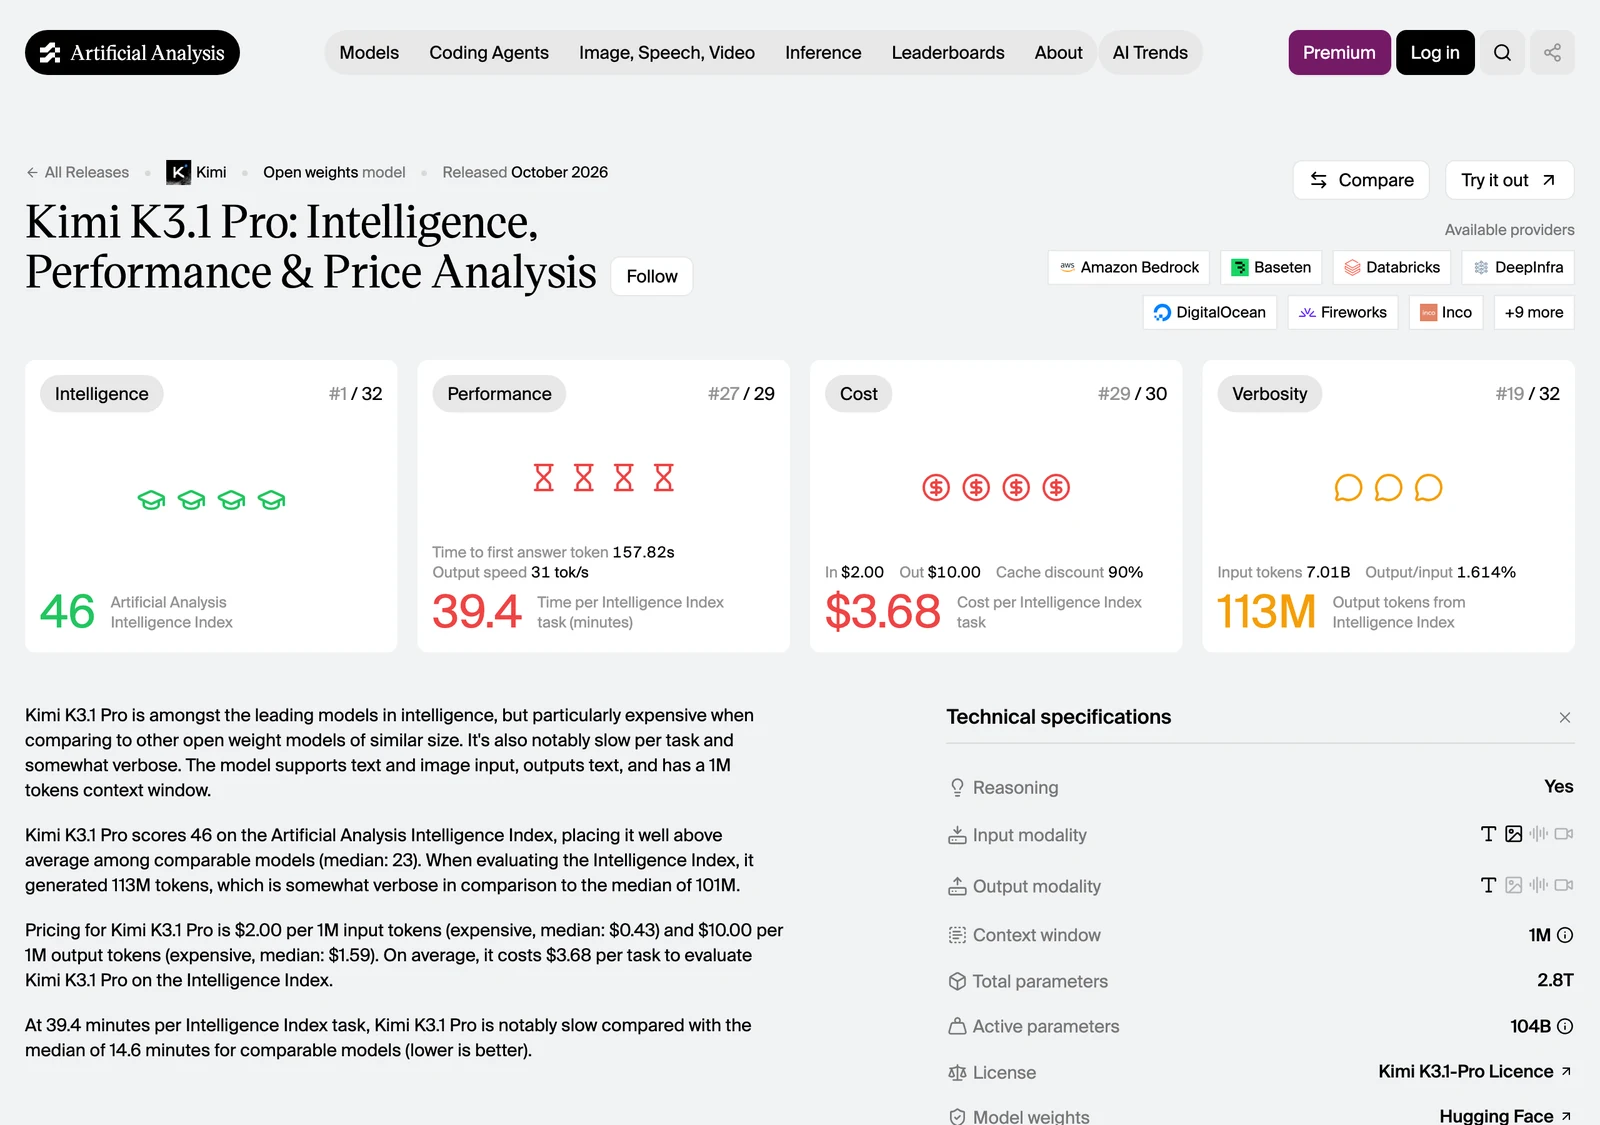 Artificial Analysis
Models
Coding Agents
Image, Speech, Video
Inference
Leaderboards
About
AI Trends
Premium
Log in
All Releases
Kimi
Open weights model
Released October 2026
Compare
Try it out
Kimi K3.1 Pro: Intelligence,
Performance & Price Analysis
Follow
Available providers
aws Amazon Bedrock
Baseten
Databricks
DeepInfra
DigitalOcean
Fireworks
inco Inco
+9 more
Intelligence
#1 / 32
46
Artificial Analysis
Intelligence Index
Performance
#27 / 29
Time to first answer token 157.82s
Output speed 31 tok/s
39.4
Time per Intelligence Index
task (minutes)
Cost
#29 / 30
In $2.00 Out $10.00 Cache discount 90%
$3.68
Cost per Intelligence Index
task
Verbosity
#19 / 32
Input tokens 7.01B Output/input 1.614%
113M
Output tokens from
Intelligence Index
Kimi K3.1 Pro is amongst the leading models in intelligence, but particularly expensive when
comparing to other open weight models of similar size. It's also notably slow per task and
somewhat verbose. The model supports text and image input, outputs text, and has a 1M
tokens context window.
Kimi K3.1 Pro scores 46 on the Artificial Analysis Intelligence Index, placing it well above
average among comparable models (median: 23). When evaluating the Intelligence Index, it
generated 113M tokens, which is somewhat verbose in comparison to the median of 101M.
Pricing for Kimi K3.1 Pro is $2.00 per 1M input tokens (expensive, median: $0.43) and $10.00 per
1M output tokens (expensive, median: $1.59). On average, it costs $3.68 per task to evaluate
Kimi K3.1 Pro on the Intelligence Index.
At 39.4 minutes per Intelligence Index task, Kimi K3.1 Pro is notably slow compared with the
median of 14.6 minutes for comparable models (lower is better).
Technical specifications
Reasoning
Yes
Input modality
Output modality
Context window
1M
Total parameters
2.8T
Active parameters
104B
License
Kimi K3.1-Pro Licence
Model weights
Hugging Face